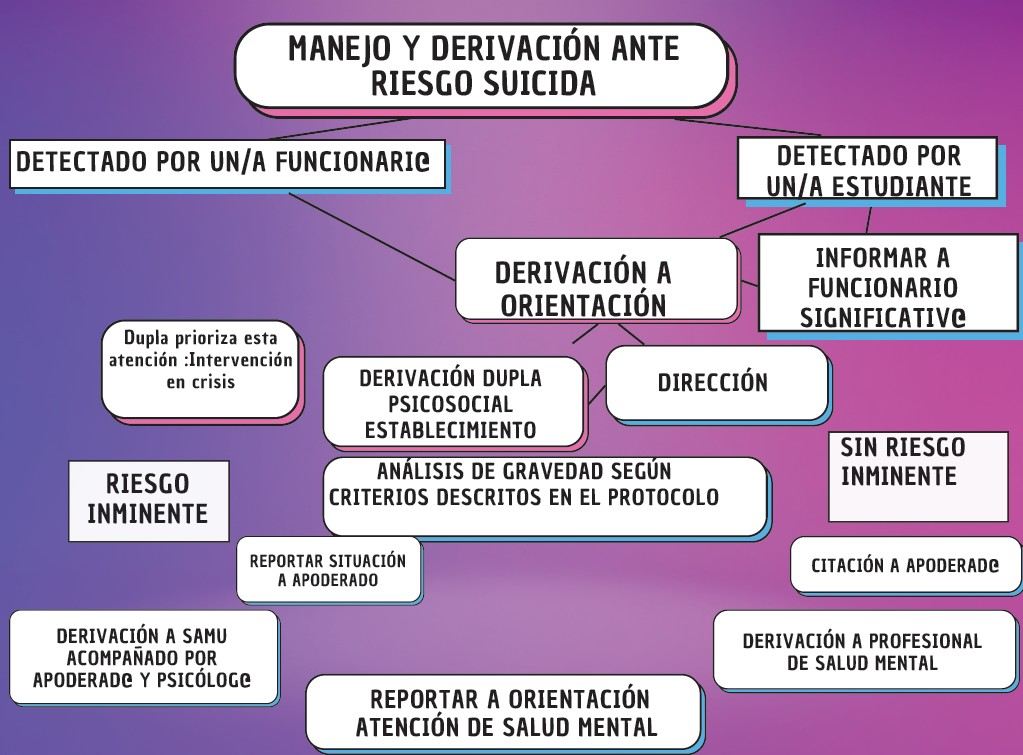 MANEJO Y DERIVACIÓN ANTE
RIESGO SUICIDA
DETECTADO POR UN/A FUNCIONARI@
DETECTADO POR
UN/A ESTUDIANTE
DERIVACIÓN A
ORIENTACIÓN
INFORMAR A
FUNCIONARIO
SIGNIFICATIV@
Dupla prioriza esta
atención :Intervención
en crisis
DERIVACIÓN DUPLA
PSICOSOCIAL
ESTABLECIMIENTO
DIRECCIÓN
RIESGO
INMINENTE
ANÁLISIS DE GRAVEDAD SEGÚN
CRITERIOS DESCRITOS EN EL PROTOCOLO
SIN RIESGO
INMINENTE
REPORTAR SITUACIÓN
A APODERADO
CITACIÓN A APODERAD@
DERIVACIÓN A SAMU
ACOMPAÑADO POR
APODERAD@ Y PSICÓLOG@
DERIVACIÓN A PROFESIONAL
DE SALUD MENTAL
REPORTAR A ORIENTACIÓN
ATENCIÓN DE SALUD MENTAL